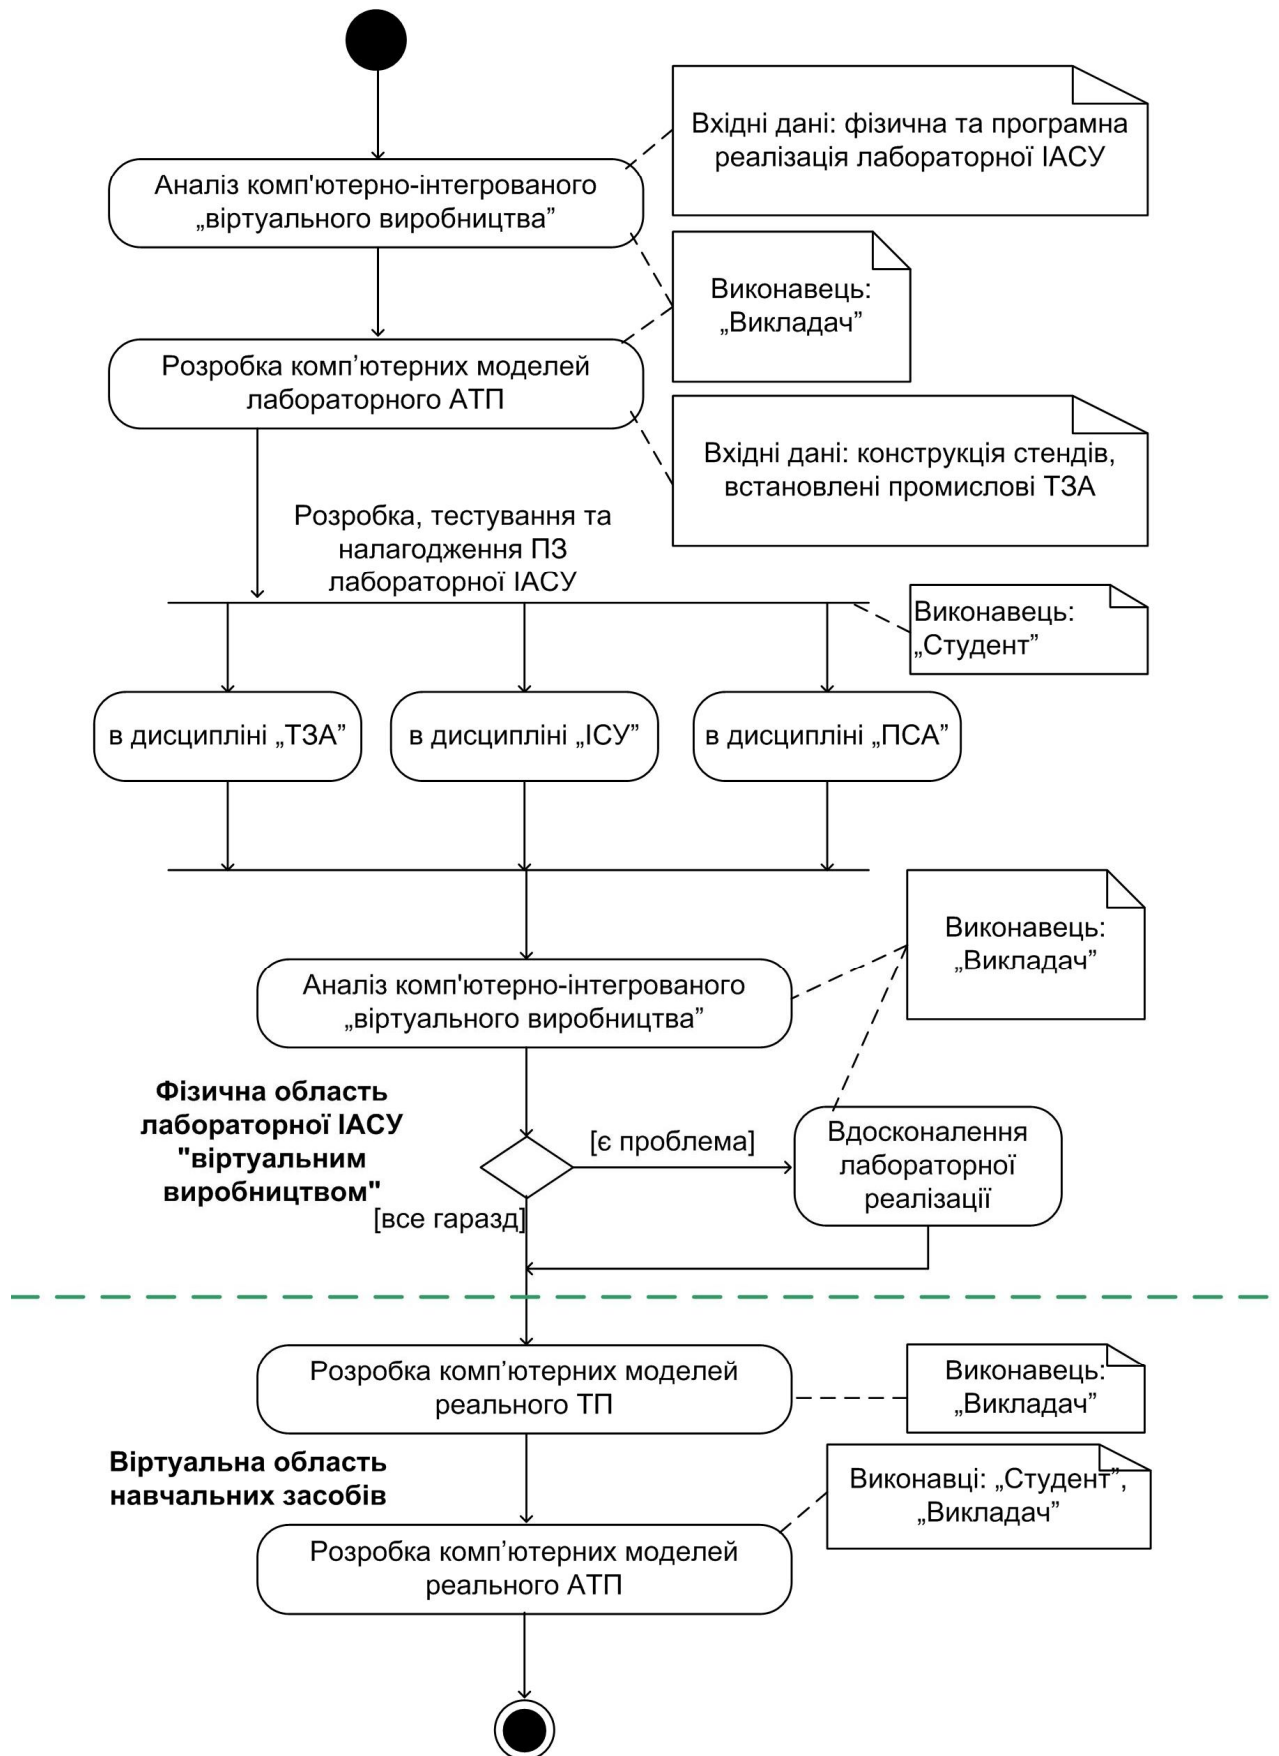 Вхідні дані: фізична та програмна
реалізація лабораторної ІАСУ
Аналіз комп'ютерно-інтегрованого
„віртуального виробництва”
Виконавець:
„Викладач”
Розробка комп’ютерних моделей
лабораторного АТП
Вхідні дані: конструкція стендів,
встановлені промислові ТЗА
Розробка, тестування та
налагодження ПЗ
лабораторної ІАСУ
Виконавець:
„Студент”
в дисципліні „ТЗА”
в дисципліні „ІСУ”
в дисципліні „ПСА”
Виконавець:
„Викладач”
Аналіз комп'ютерно-інтегрованого
„віртуального виробництва”
Фізична область
лабораторної ІАСУ
"віртуальним
виробництвом"
[є проблема]
Вдосконалення
лабораторної
реалізації
[все гаразд]
Розробка комп’ютерних моделей
реального ТП
Виконавець:
„Викладач”
Віртуальна область
навчальних засобів
Виконавці: „Студент”,
„Викладач”
Розробка комп’ютерних моделей
реального АТП